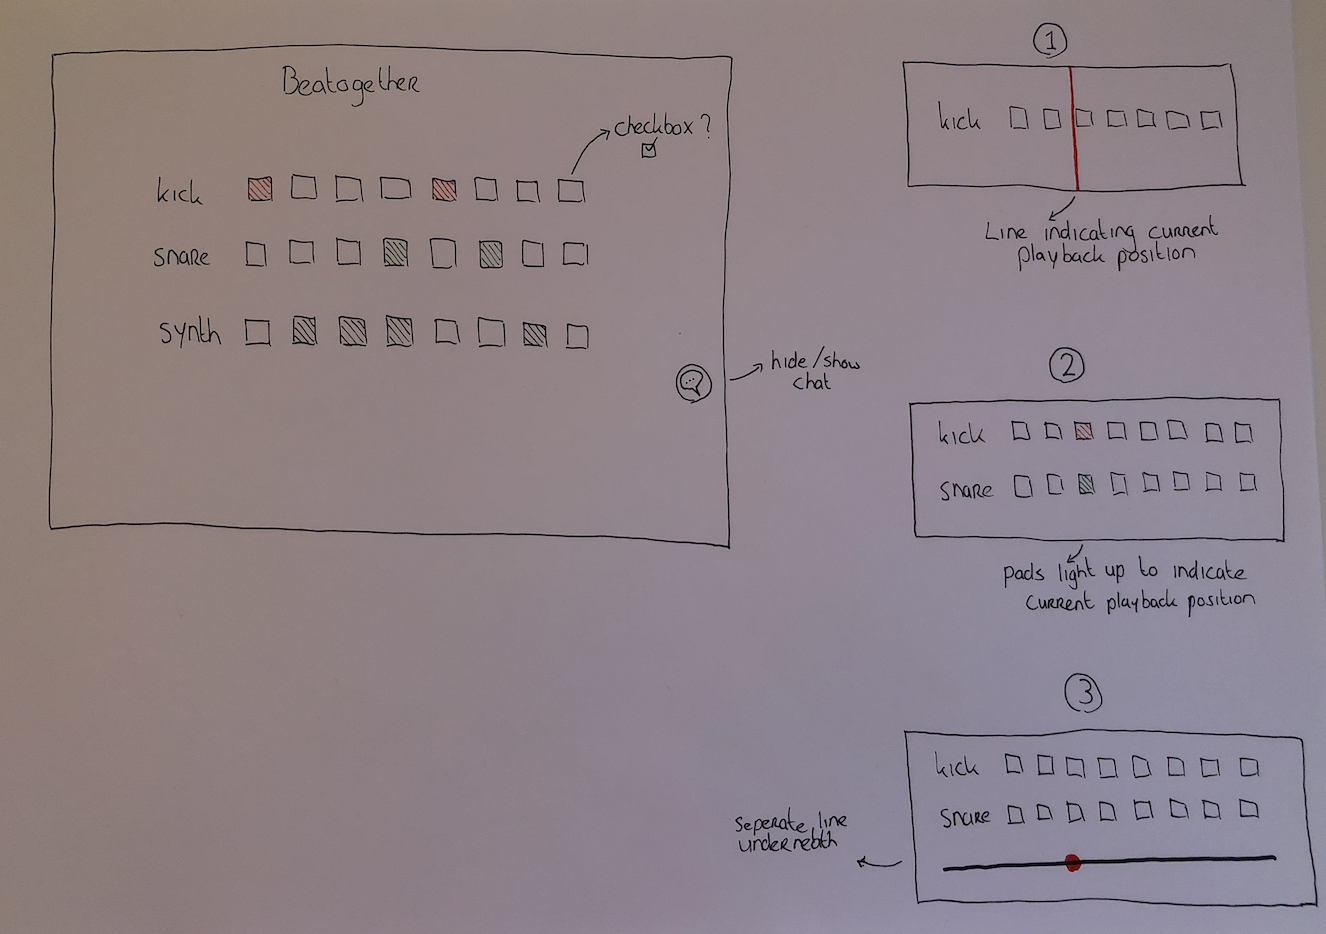 Beatogether
checkbox ?
kick
snare
synth
hide/show
chat
1
kick
Line indicating current
playback position
2
kick
snare
pads light up to indicate
current playback position
3
kick
snare
seperate line
underneath